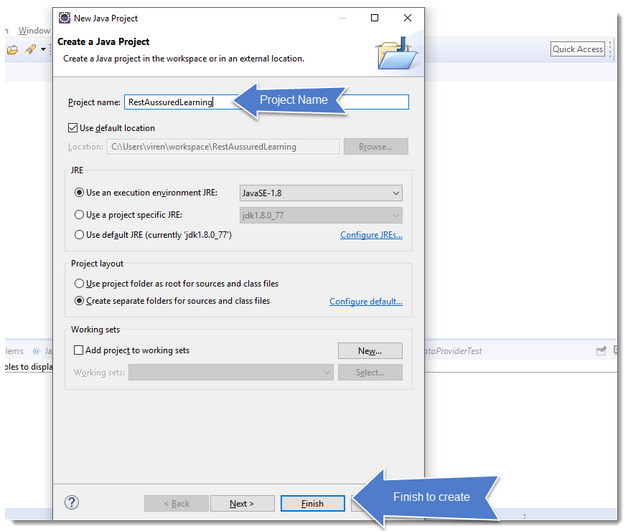 New Java Project
Window
Create a Java Project
Create a Java project in the workspace or in an external location.
Quick Access
Project name: RestAussuredLearning
Project Name
Use default location
Location: C:\Users\viren\workspace\RestAussuredLearning Browse...
JRE
Use an execution environment JRE: JavaSE-1.8
Use a project specific JRE: jdk1.8.0_77
Use default JRE (currently 'jdk1.8.0_77') Configure JREs...
Project layout
Use project folder as root for sources and class files
Create separate folders for sources and class files Configure default...
Working sets
Add project to working sets New...
Working sets: Select...
lems @ Ja
ataProviderTest
oles to displa
? < Back Next > Finish
Finish to create